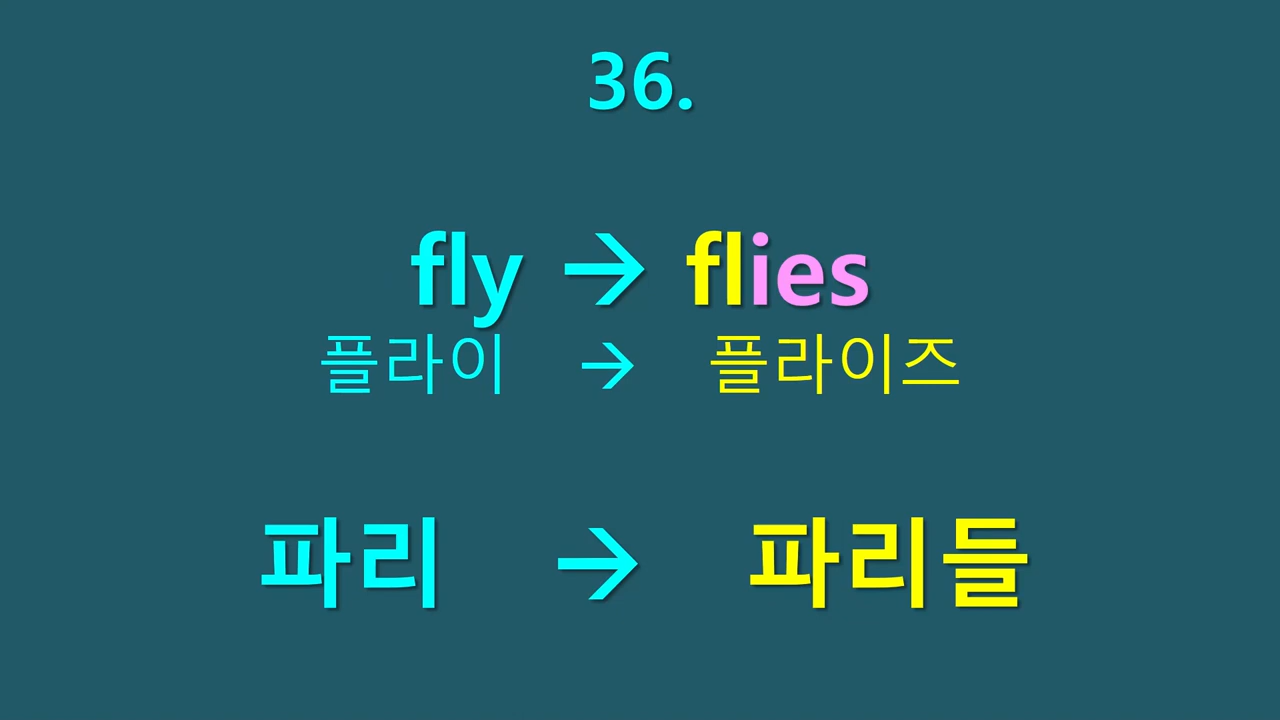 36.
fly → flies
플라이 → 플라이즈
파리 → 파리들